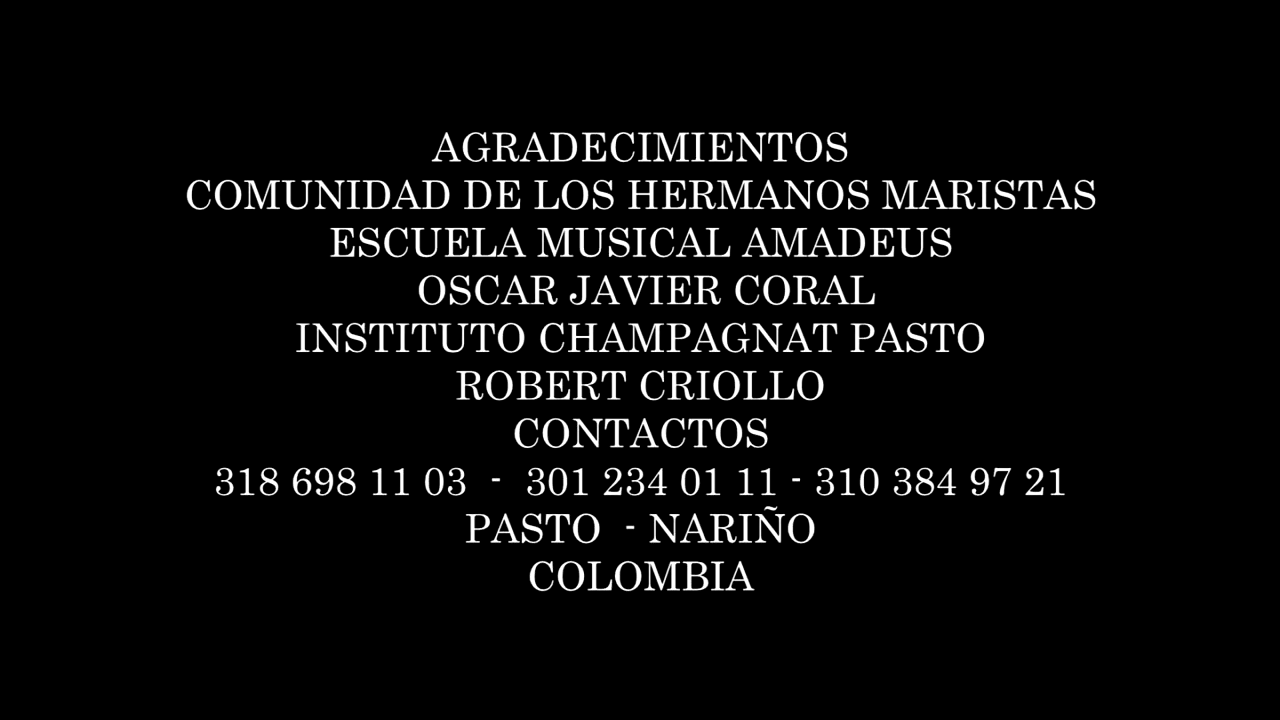 AGRADECIMIENTOS
COMUNIDAD DE LOS HERMANOS MARISTAS
ESCUELA MUSICAL AMADEUS
OSCAR JAVIER CORAL
INSTITUTO CHAMPAGNAT PASTO
ROBERT CRIOLLO
CONTACTOS
318 698 11 03 - 301 234 01 11 - 310 384 97 21
PASTO - NARIÑO
COLOMBIA